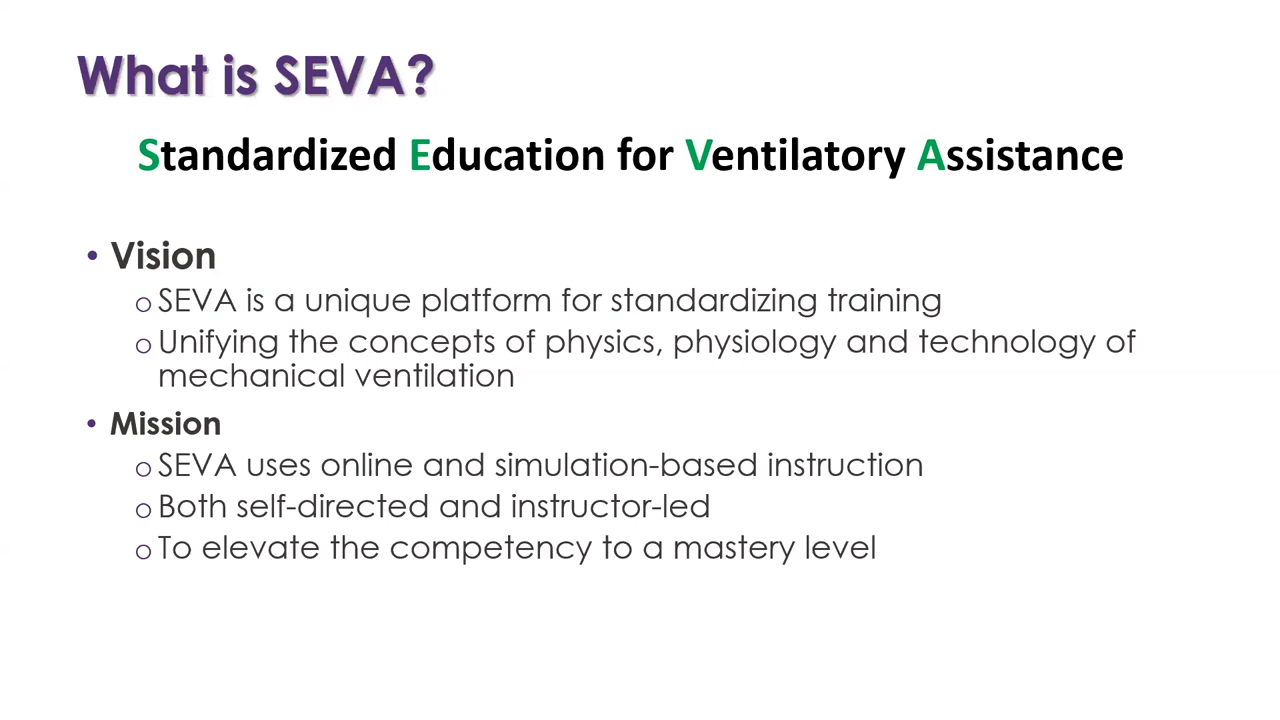 What is SEVA?
Standardized Education for Ventilatory Assistance
• Vision
o SEVA is a unique platform for standardizing training
o Unifying the concepts of physics, physiology and technology of
mechanical ventilation
• Mission
o SEVA uses online and simulation-based instruction
o Both self-directed and instructor-led
o To elevate the competency to a mastery level